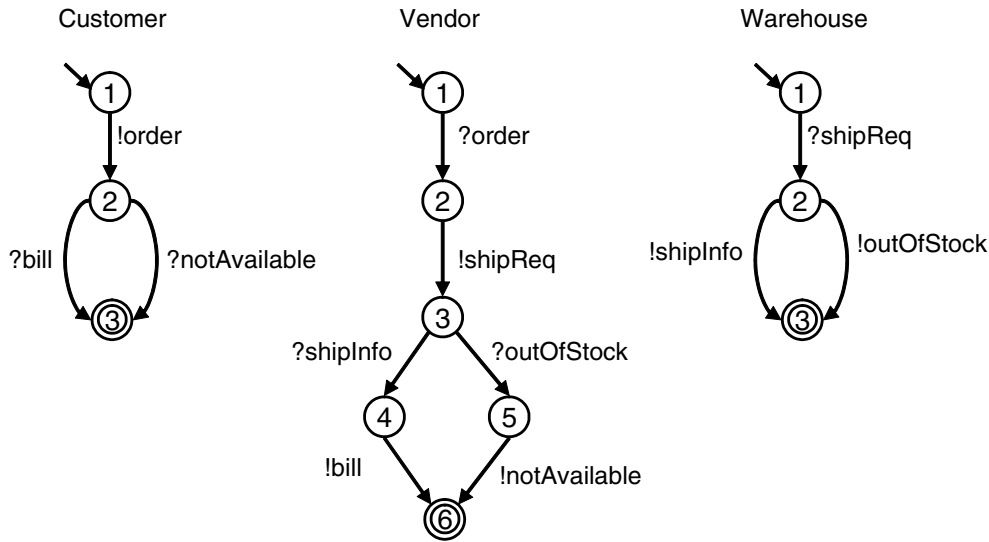 Customer
Vendor
Warehouse
1
!order
2
?bill
?notAvailable
3
1
?order
2
!shipReq
3
?shipInfo
?outOfStock
4
5
!bill
!notAvailable
6
1
?shipReq
2
!shipInfo
!outOfStock
3